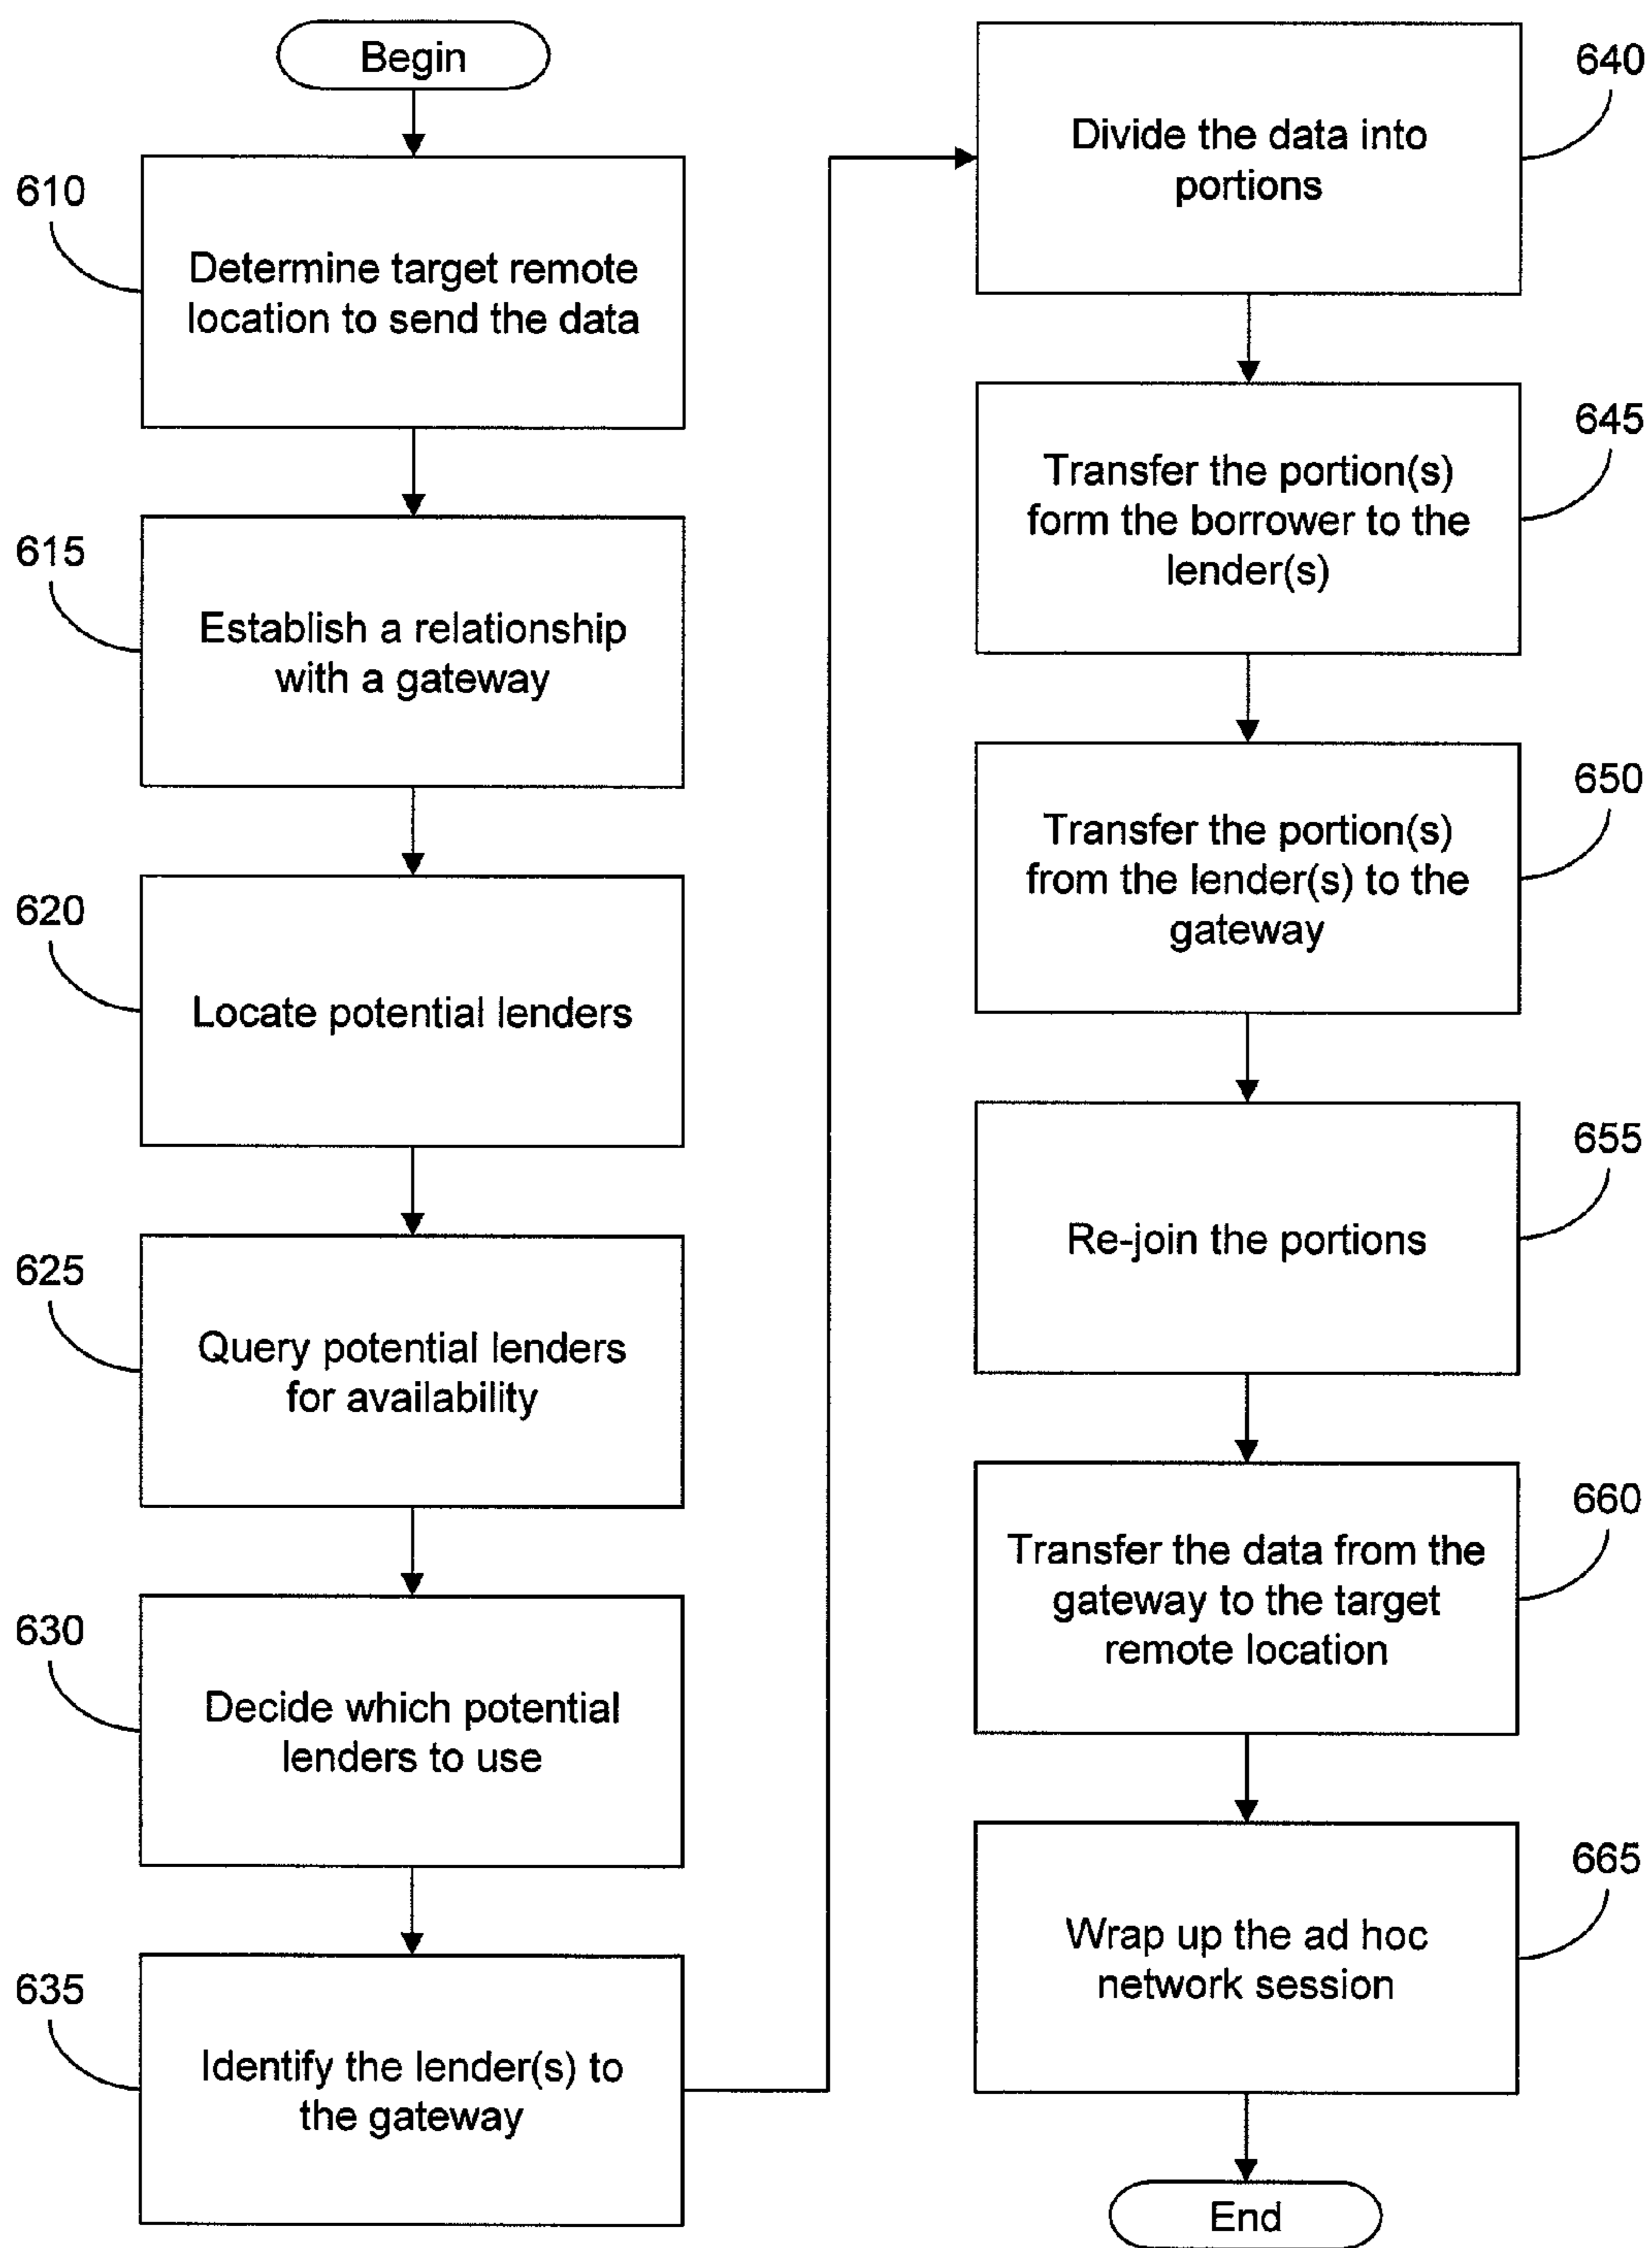 Begin
610
Determine target remote
location to send the data
615
Establish a relationship
with a gateway
620
Locate potential lenders
625
Query potential lenders
for availability
630
Decide which potential
lenders to use
635
Identify the lender(s) to
the gateway
640
Divide the data into
portions
645
Transfer the portion(s)
form the borrower to the
lender(s)
650
Transfer the portion(s)
from the lender(s) to the
gateway
655
Re-join the portions
660
Transfer the data from the
gateway to the target
remote location
665
Wrap up the ad hoc
network session
End